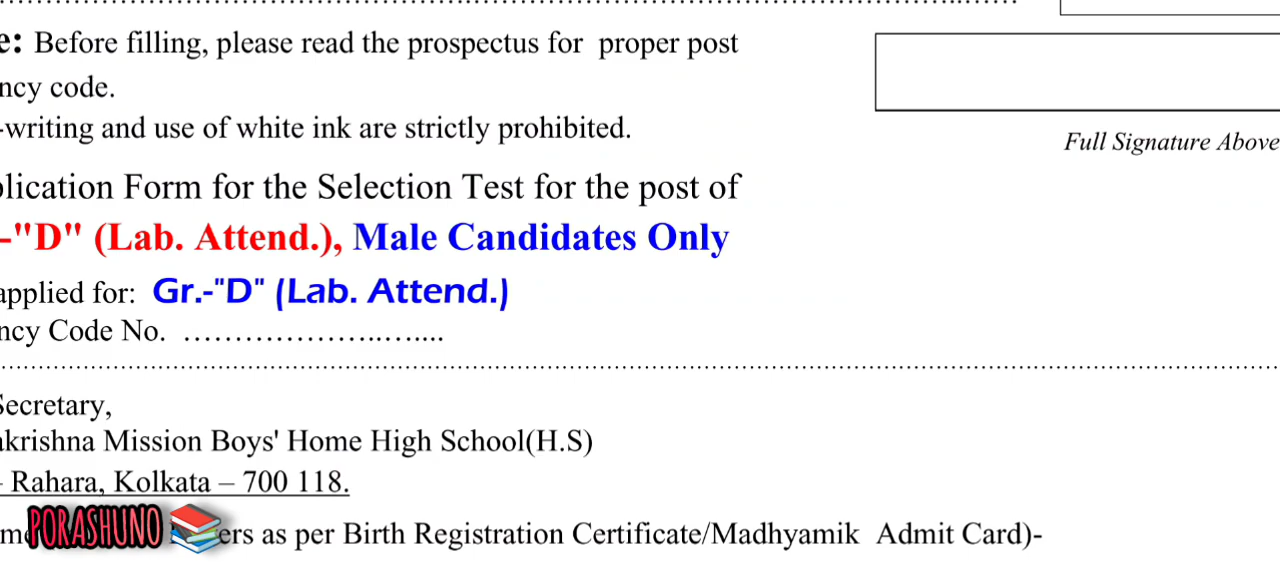 e: Before filling, please read the prospectus for proper post
ncy code.
-writing and use of white ink are strictly prohibited.
Full Signature Above
plication Form for the Selection Test for the post of
-"D" (Lab. Attend.), Male Candidates Only
applied for: Gr.-"D" (Lab. Attend.)
ncy Code No. ……………………......
Secretary,
akrishna Mission Boys' Home High School(H.S)
- Rahara, Kolkata – 700 118.
PORASHUNO
ers as per Birth Registration Certificate/Madhyamik Admit Card)-